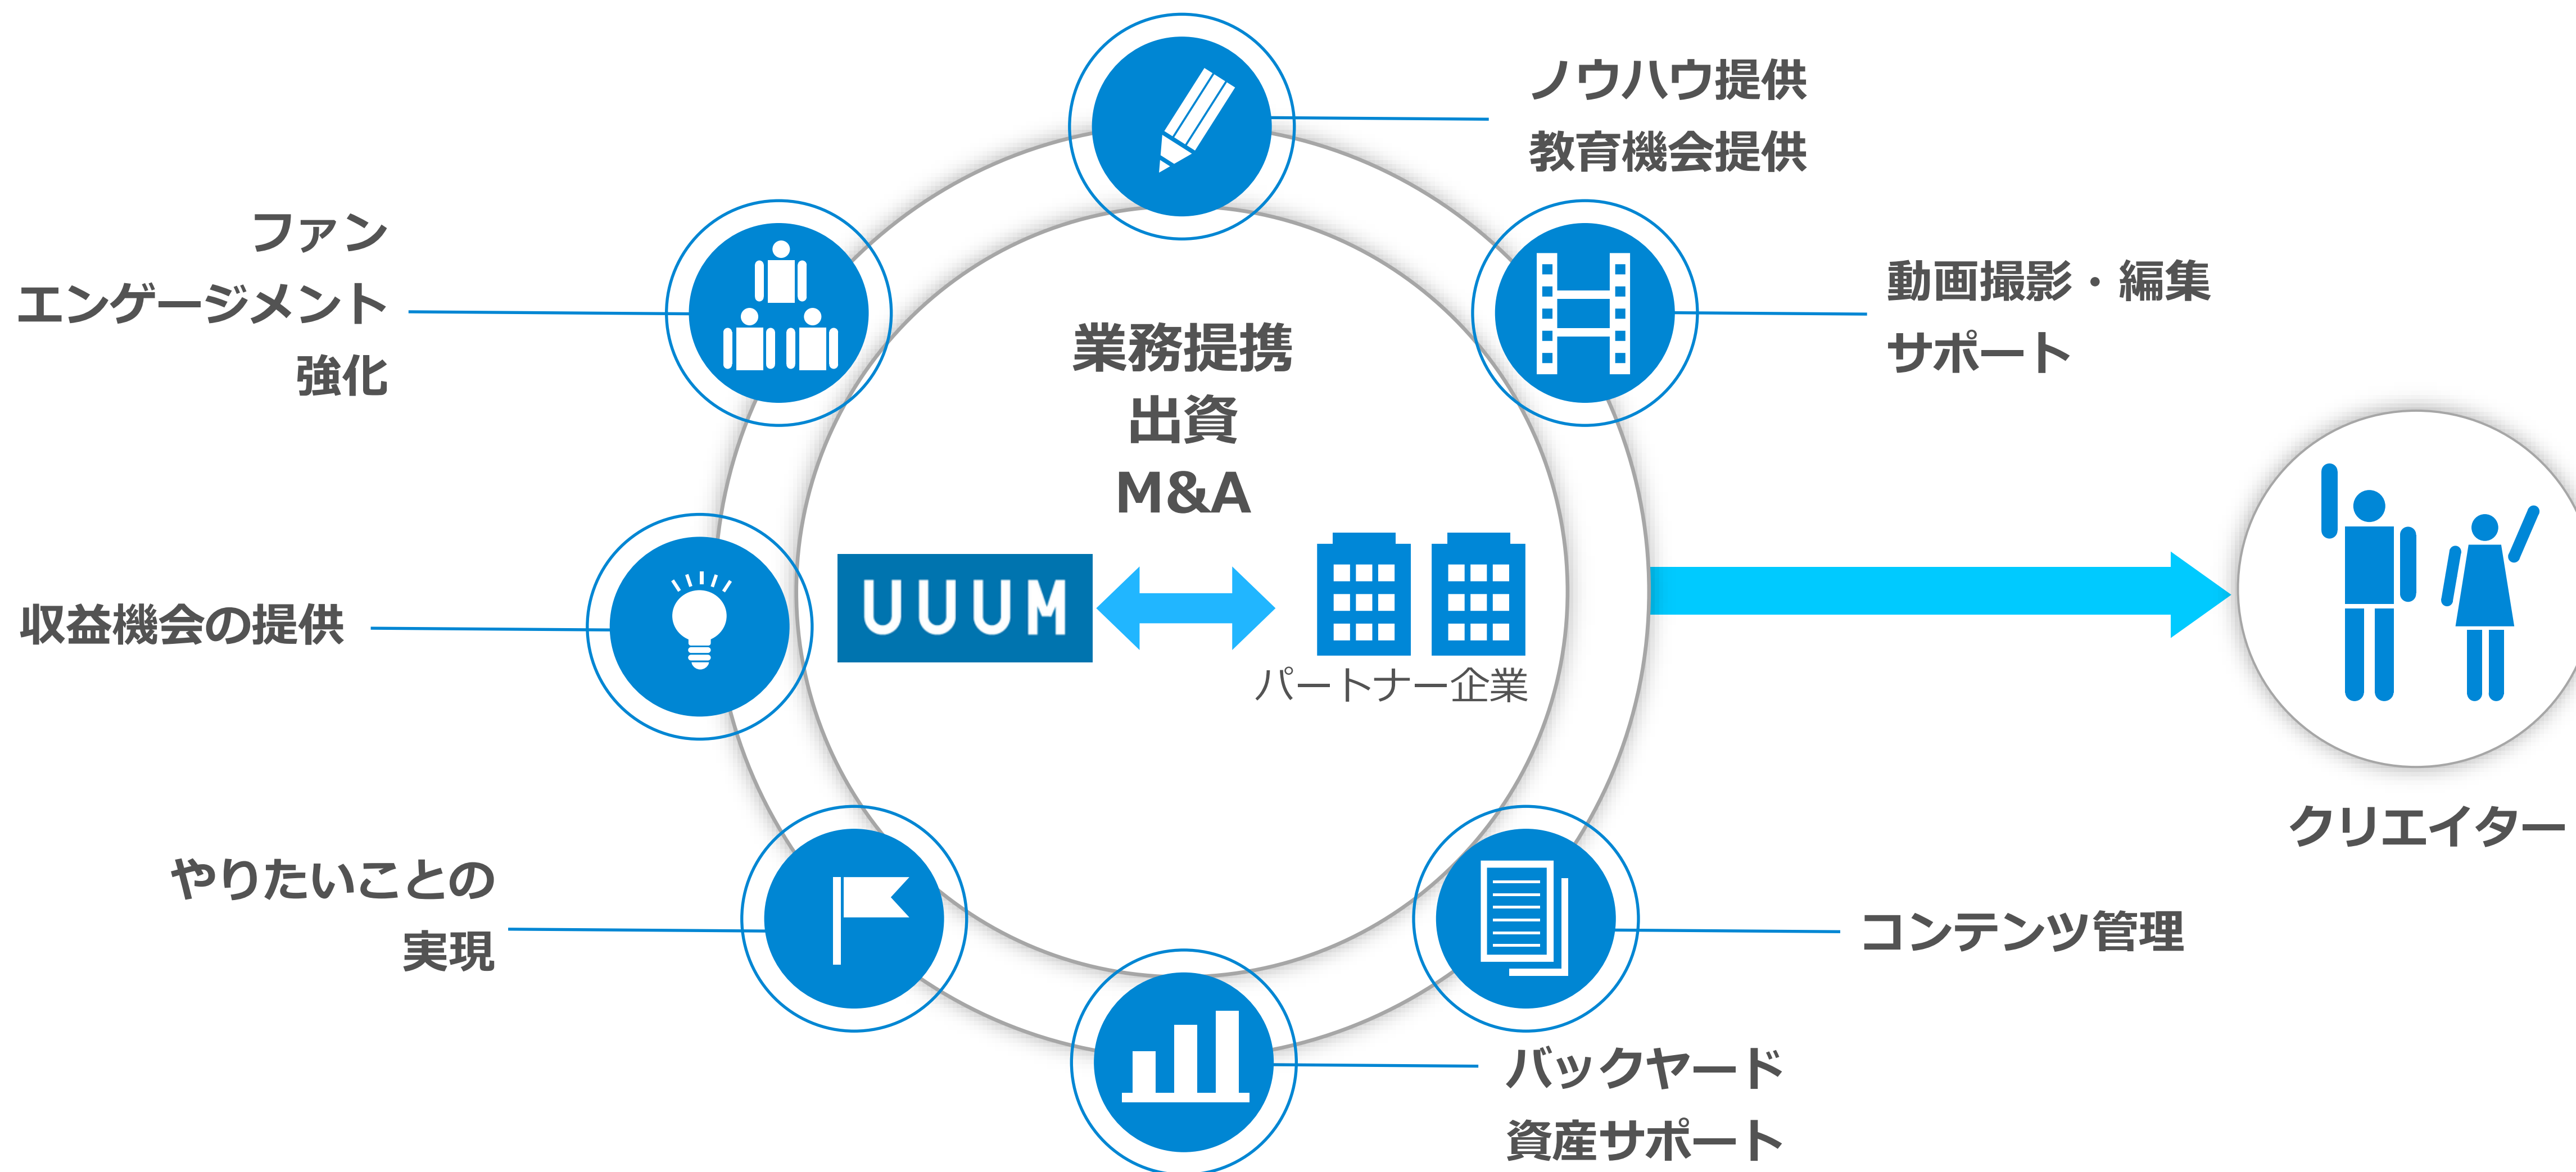 ノウハウ提供
教育機会提供
ファン
エンゲージメント
強化
動画撮影・編集
サポート
業務提携
出資
M&A
UUUM
パートナー企業
収益機会の提供
クリエイター
やりたいことの
実現
コンテンツ管理
バックヤード
資産サポート